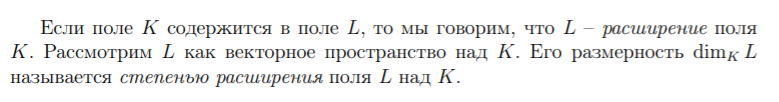 Если поле K содержится в поле L, то мы говорим, что L – расширение поля
K. Рассмотрим L как векторное пространство над K. Его размерность dim_K L
называется степенью расширения поля L над K.